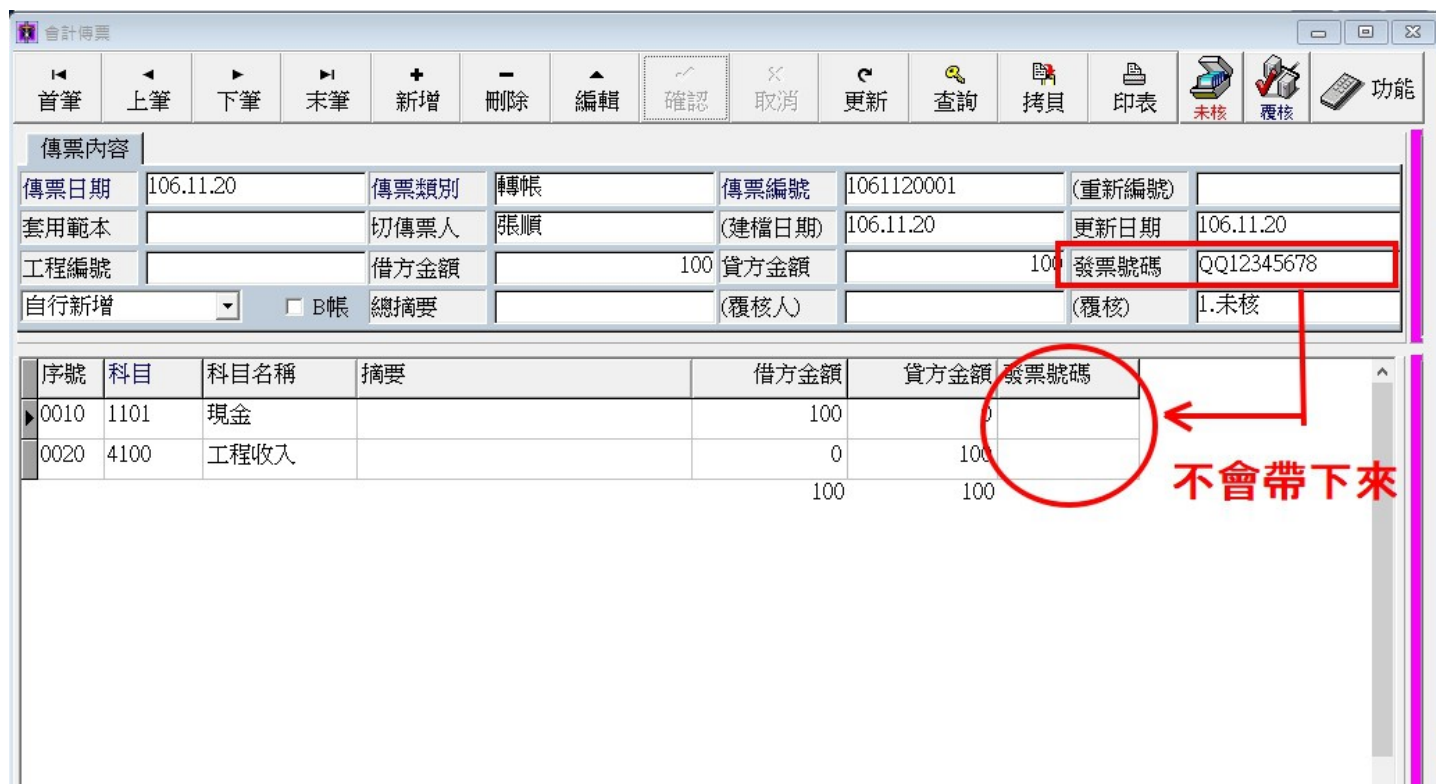 會計傳票
首筆 上筆 下筆 末筆 新增 刪除 編輯 確認 取消 更新 查詢 拷貝 印表 未核 覆核 功能
傳票內容
傳票日期 106.11.20 傳票類別 轉帳 傳票編號 1061120001 (重新編號)
套用範本 切傳票人 張順 (建檔日期) 106.11.20 更新日期 106.11.20
工程編號 借方金額 100 貸方金額 100 發票號碼 QQ12345678
自行新增 B帳 總摘要 (覆核人) (覆核) 1.未核
序號 科目 科目名稱 摘要 借方金額 貸方金額 發票號碼
0010 1101 現金 100 0
0020 4100 工程收入 0 100
100 100
不會帶下來